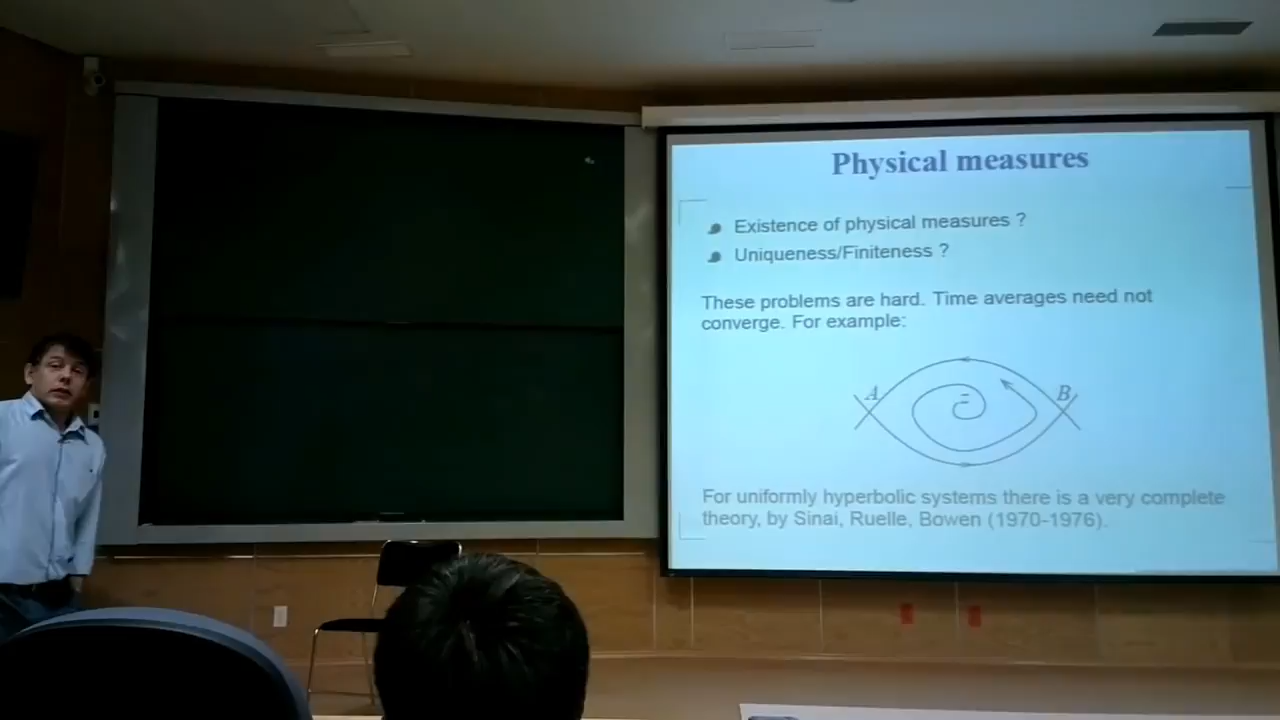 Physical measures
Existence of physical measures ?
Uniqueness/Finiteness ?
These problems are hard. Time averages need not
converge. For example:
A
B
For uniformly hyperbolic systems there is a very complete
theory, by Sinai, Ruelle, Bowen (1970-1976).